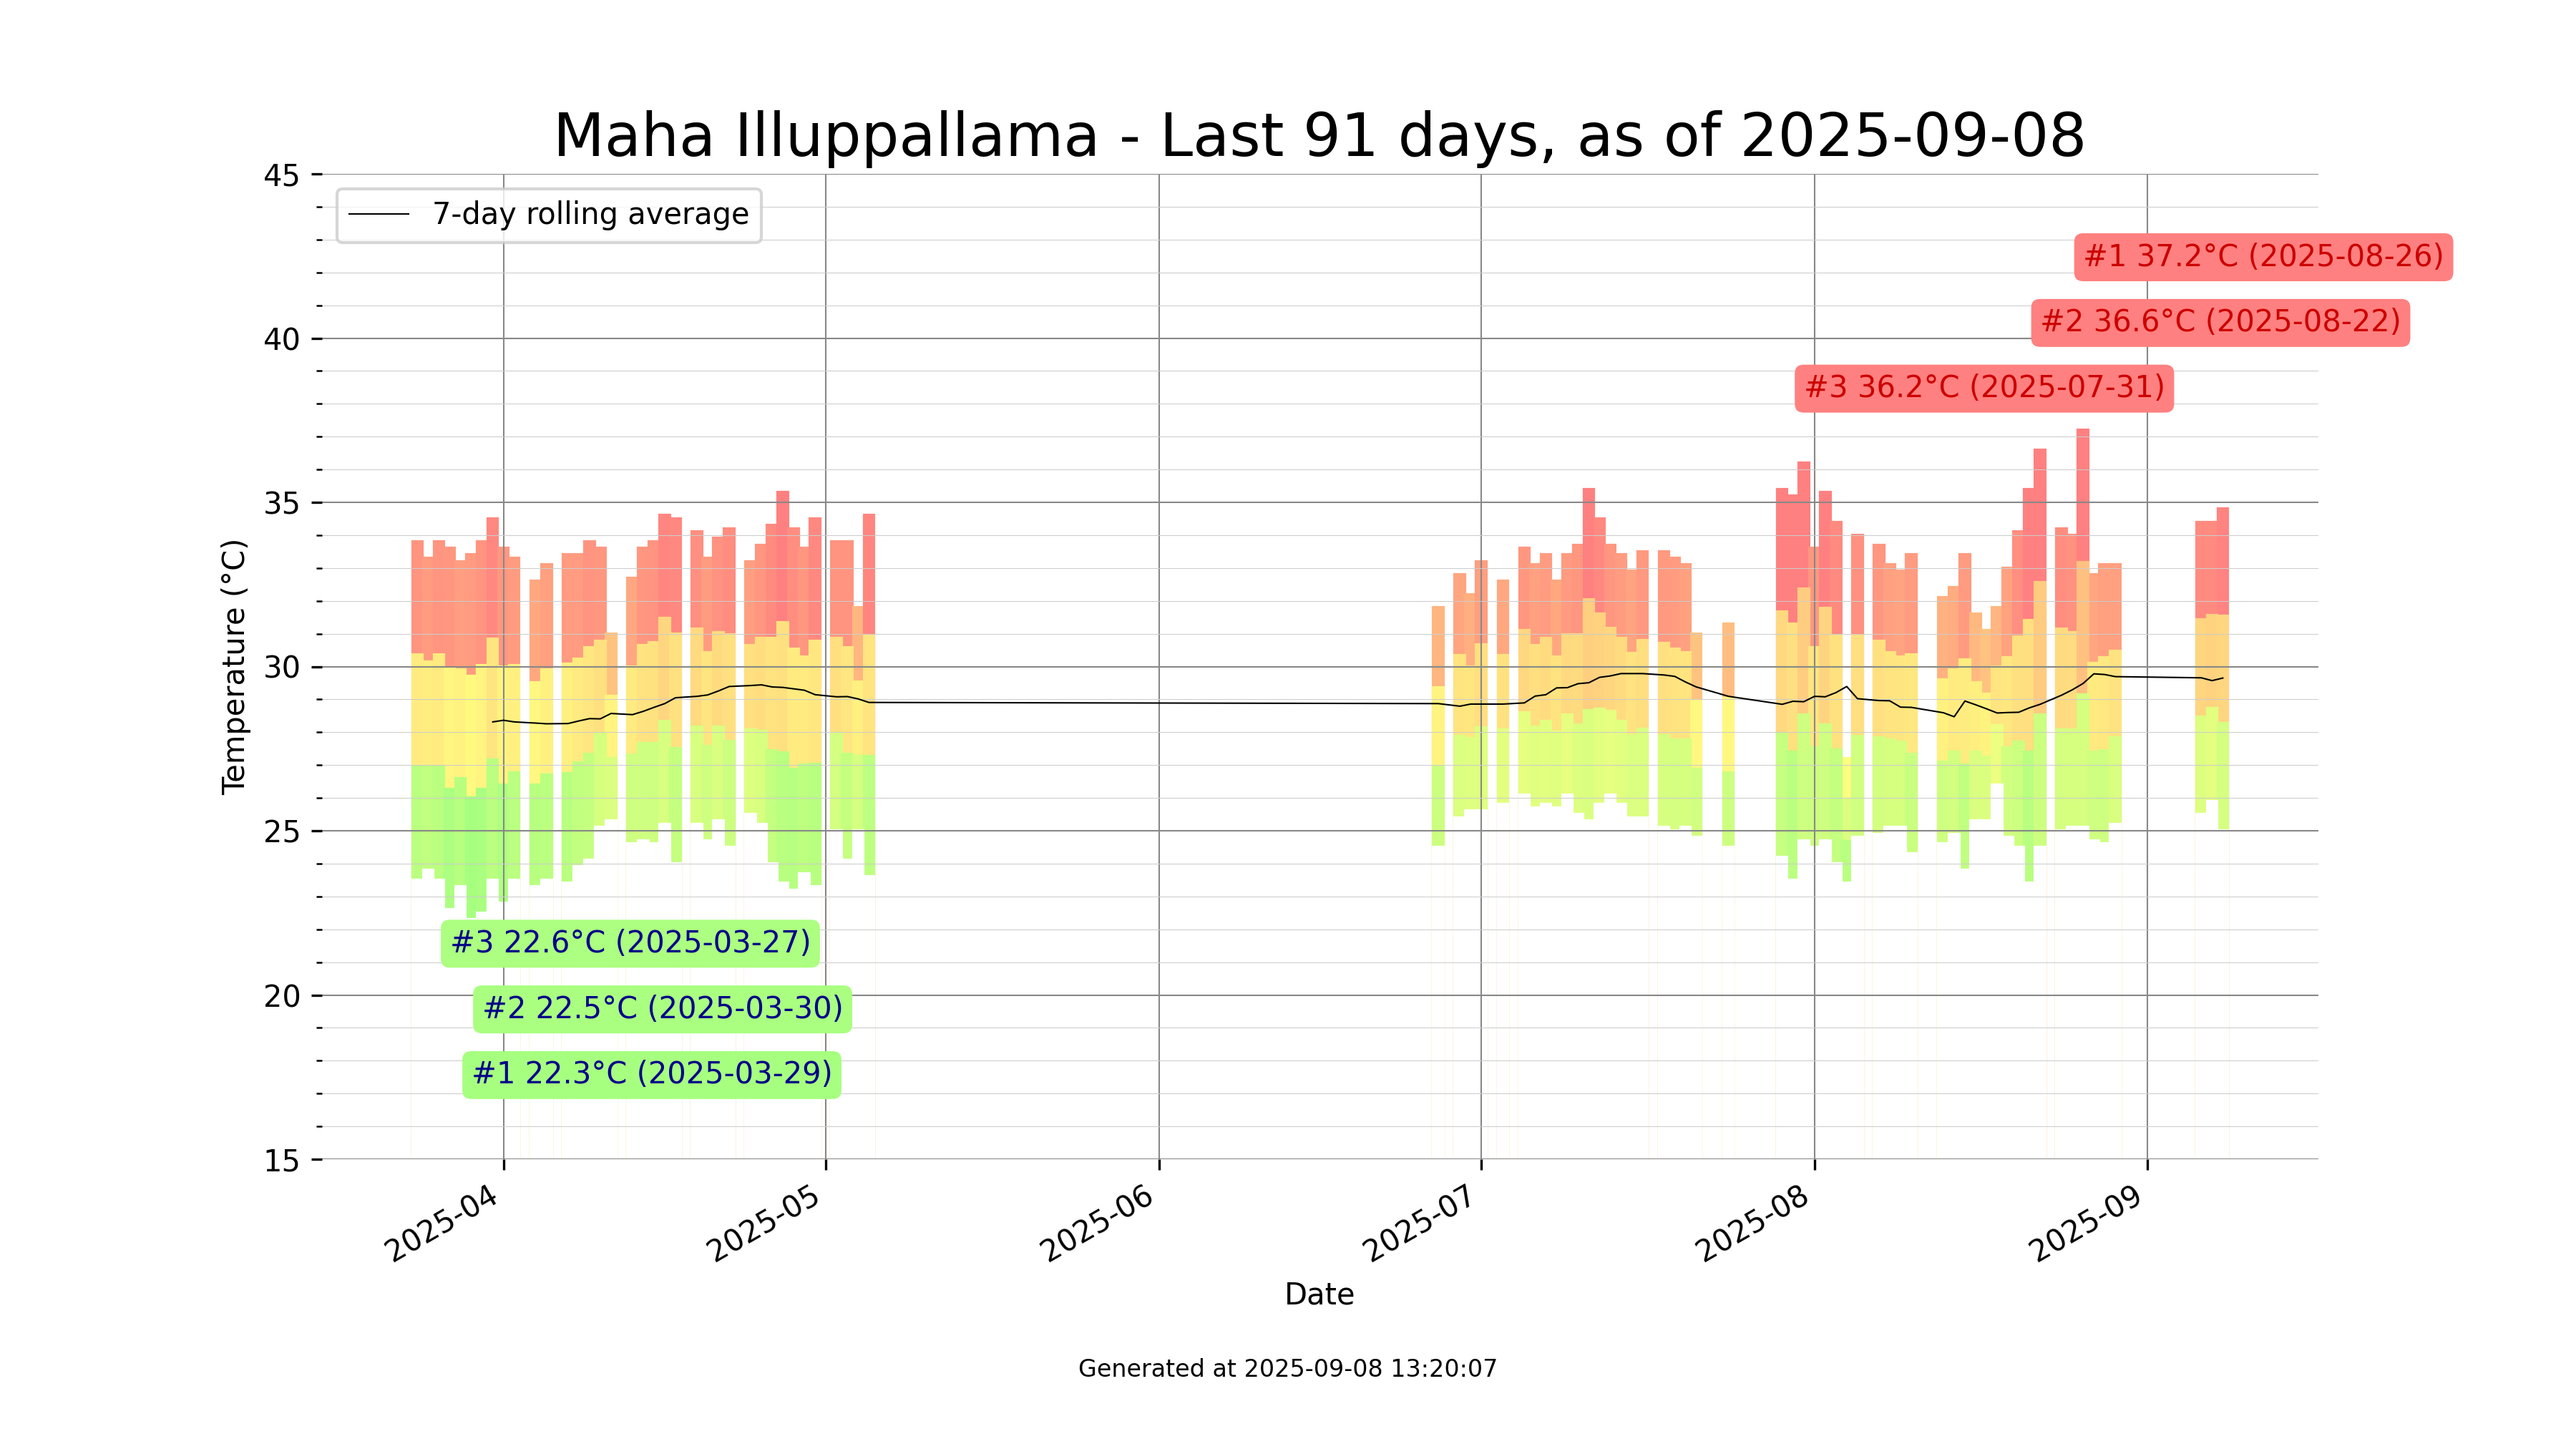 Maha Illuppallama - Last 91 days, as of 2025-09-08
45
7-day rolling average
#1 37.2°C (2025-08-26)
#2 36.6°C (2025-08-22)
40
#3 36.2°C (2025-07-31)
35
Temperature (°C)
30
25
#3 22.6°C (2025-03-27)
20
#2 22.5°C (2025-03-30)
#1 22.3°C (2025-03-29)
15
2025-04
2025-05
2025-06
2025-07
2025-08
2025-09
Date
Generated at 2025-09-08 13:20:07